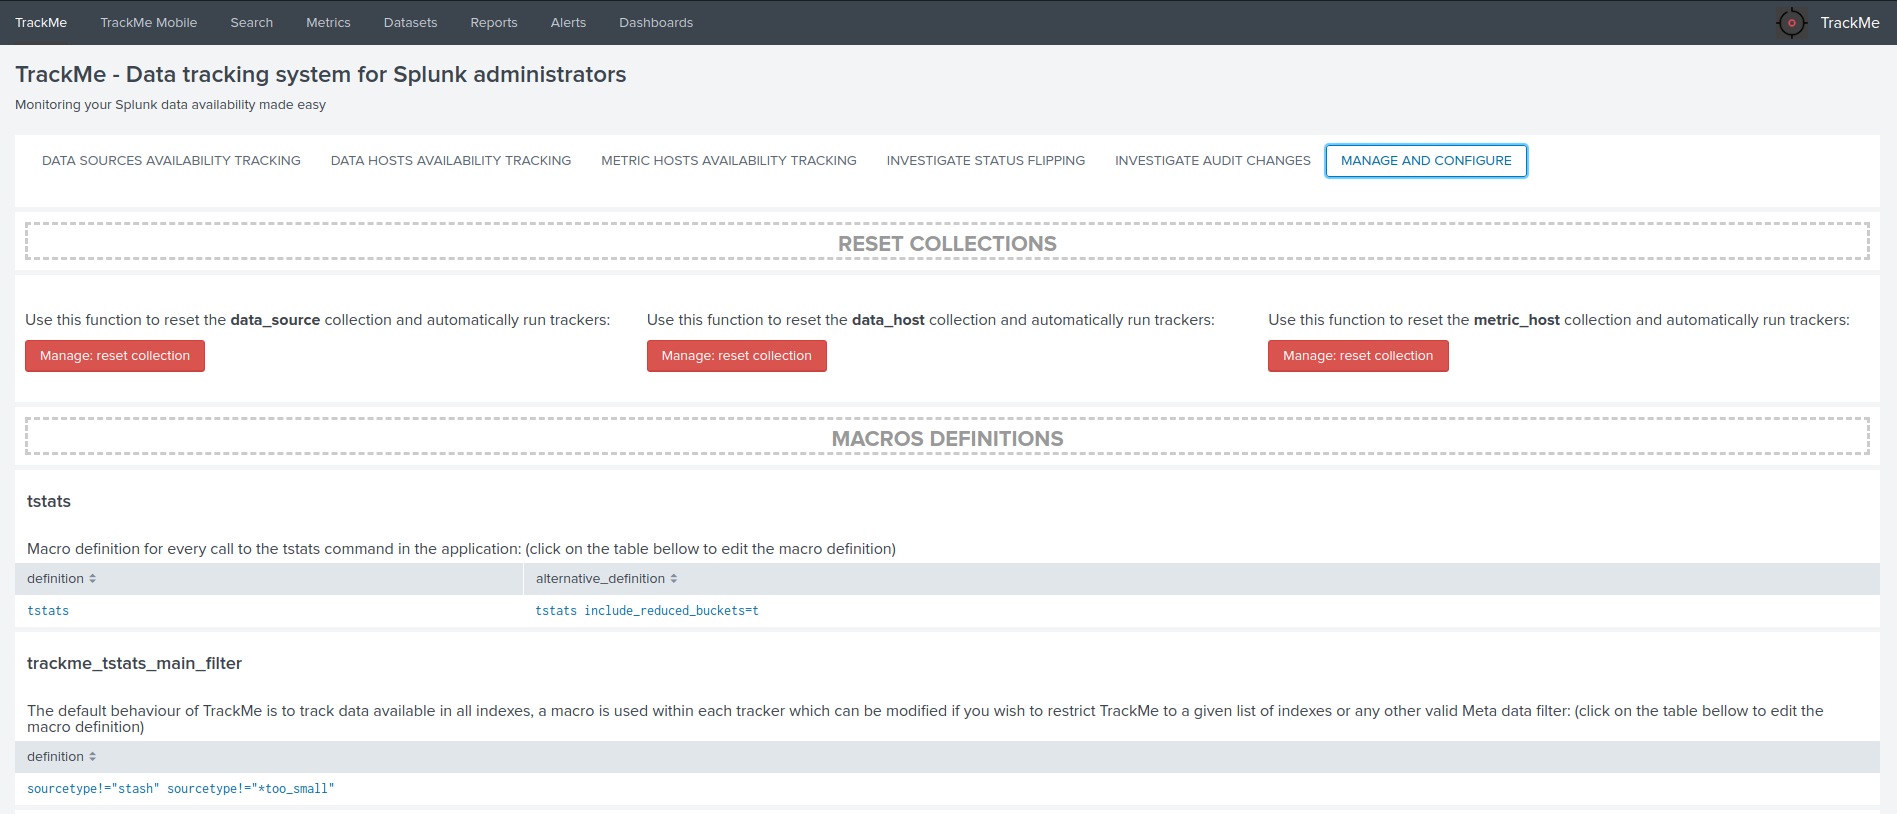 TrackMe TrackMe Mobile Search Metrics Datasets Reports Alerts Dashboards TrackMe
TrackMe - Data tracking system for Splunk administrators
Monitoring your Splunk data availability made easy
DATA SOURCES AVAILABILITY TRACKING DATA HOSTS AVAILABILITY TRACKING METRIC HOSTS AVAILABILITY TRACKING INVESTIGATE STATUS FLIPPING INVESTIGATE AUDIT CHANGES MANAGE AND CONFIGURE
RESET COLLECTIONS
Use this function to reset the data_source collection and automatically run trackers:
Manage: reset collection
Use this function to reset the data_host collection and automatically run trackers:
Manage: reset collection
Use this function to reset the metric_host collection and automatically run trackers:
Manage: reset collection
MACROS DEFINITIONS
tstats
Macro definition for every call to the tstats command in the application: (click on the table bellow to edit the macro definition)
definition alternative_definition
tstats tstats include_reduced_buckets=t
trackme_tstats_main_filter
The default behaviour of TrackMe is to track data available in all indexes, a macro is used within each tracker which can be modified if you wish to restrict TrackMe to a given list of indexes or any other valid Meta data filter: (click on the table bellow to edit the
macro definition)
definition
sourcetype!="stash" sourcetype!="*too_small"